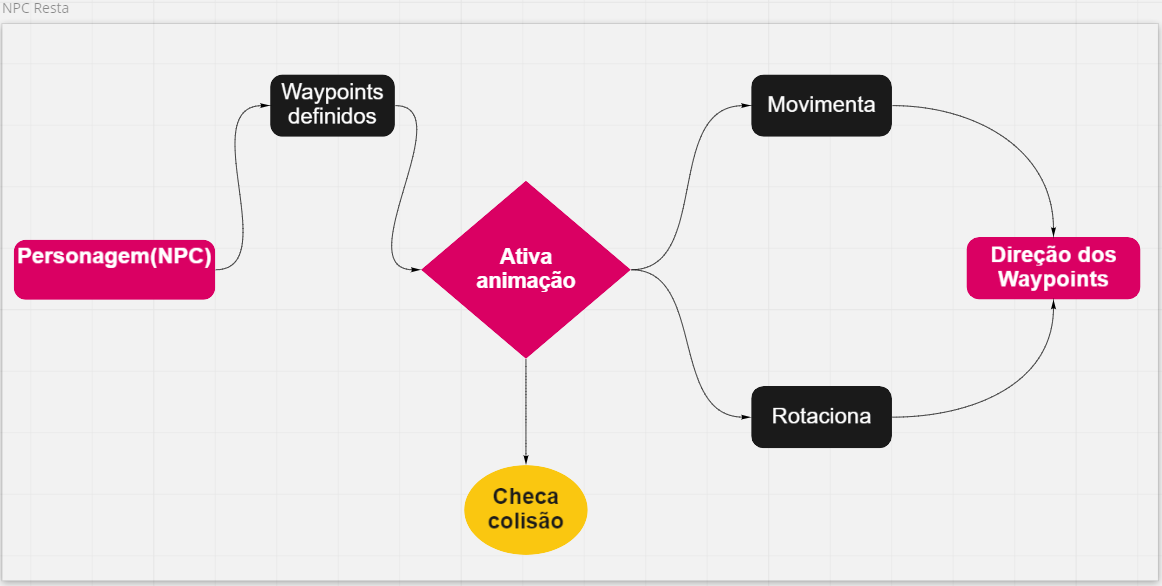 NPC Resta
Waypoints
definidos
Movimenta
Personagem(NPC)
Ativa
animação
Direção dos
Waypoints
Rotaciona
Checa
colisão